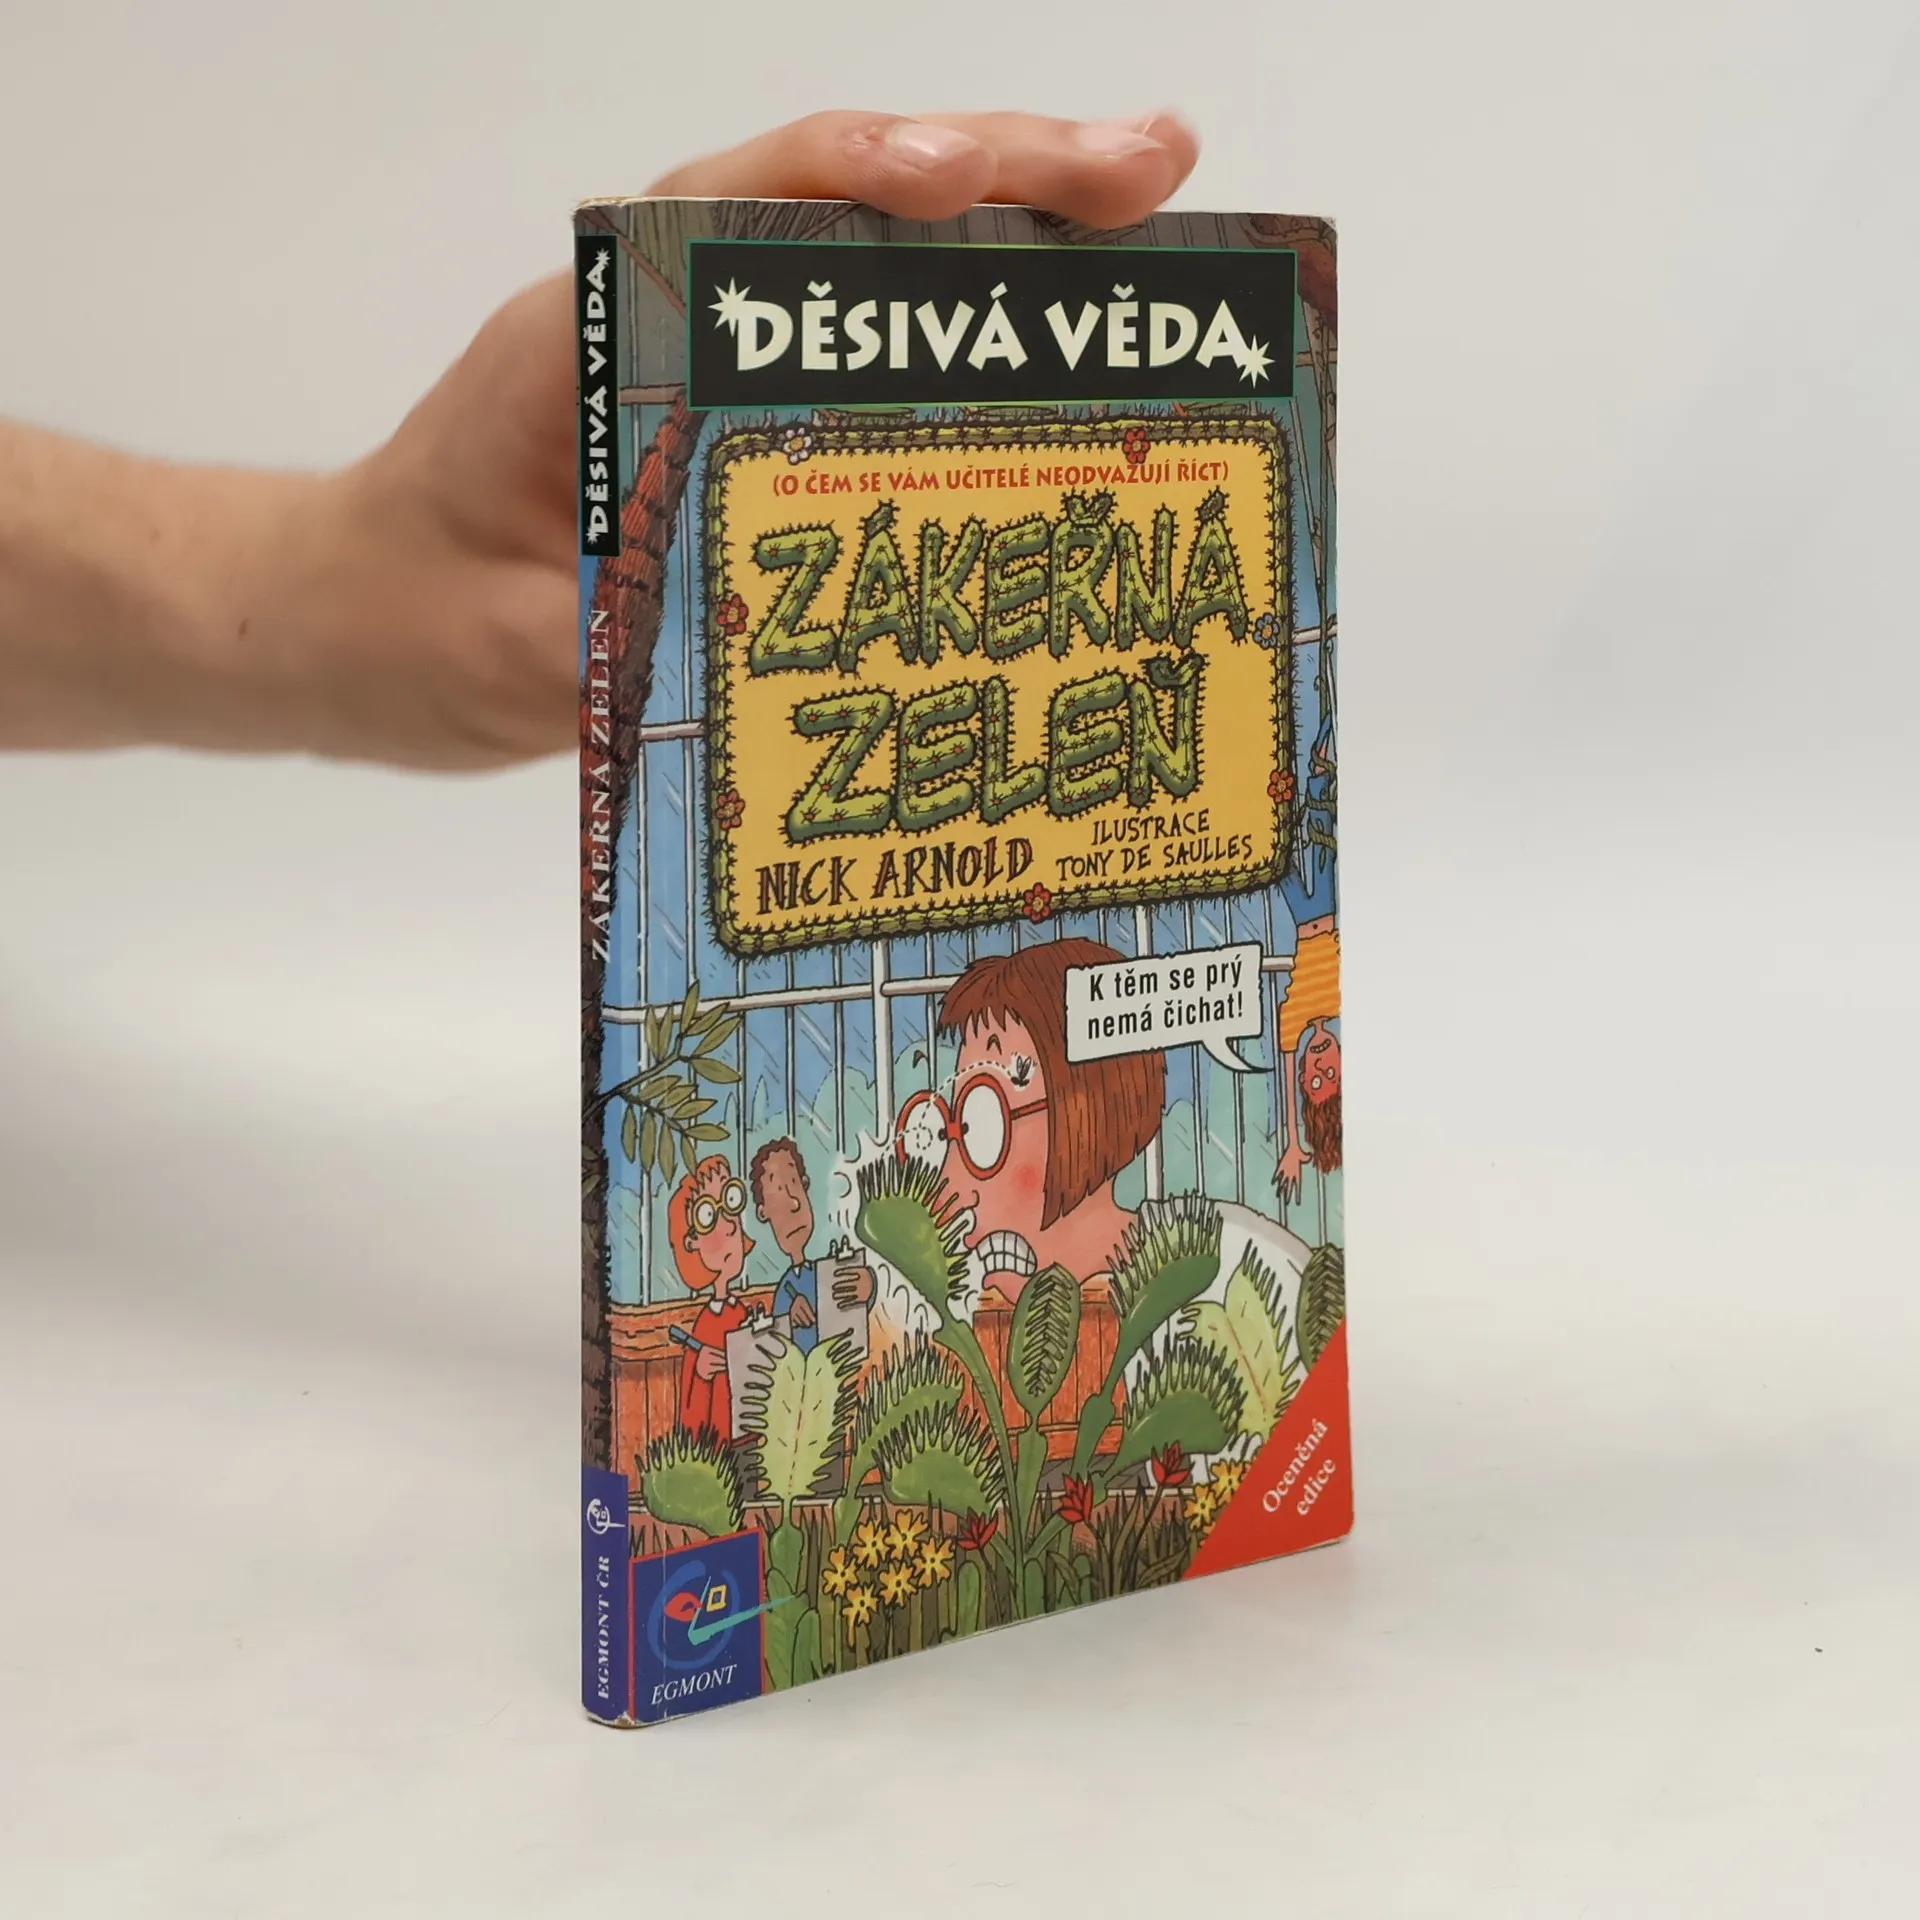 DĚSIVÁ VĚDA
(O ČEM SE VÁM UČITELÉ NEODVAŽUJÍ ŘÍCT)
ZÁKEŘNÁ
ZELEŇ
NICK ARNOLD
ILUSTRACE
TONY DE SAULLES
K těm se prý
nemá čichat!
Oceněná
edice
EGMONT
DĚSIVÁ VĚDA
ZÁKEŘNÁ ZELEŇ
EGMONT ČR